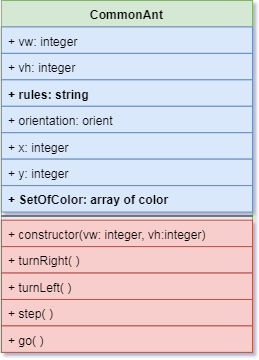 CommonAnt
+ vw: integer
+ vh: integer
+ rules: string
+ orientation: orient
+ x: integer
+ y: integer
+ SetOfColor: array of color
+ constructor(vw: integer, vh:integer)
+ turnRight( )
+ turnLeft( )
+ step( )
+ go( )